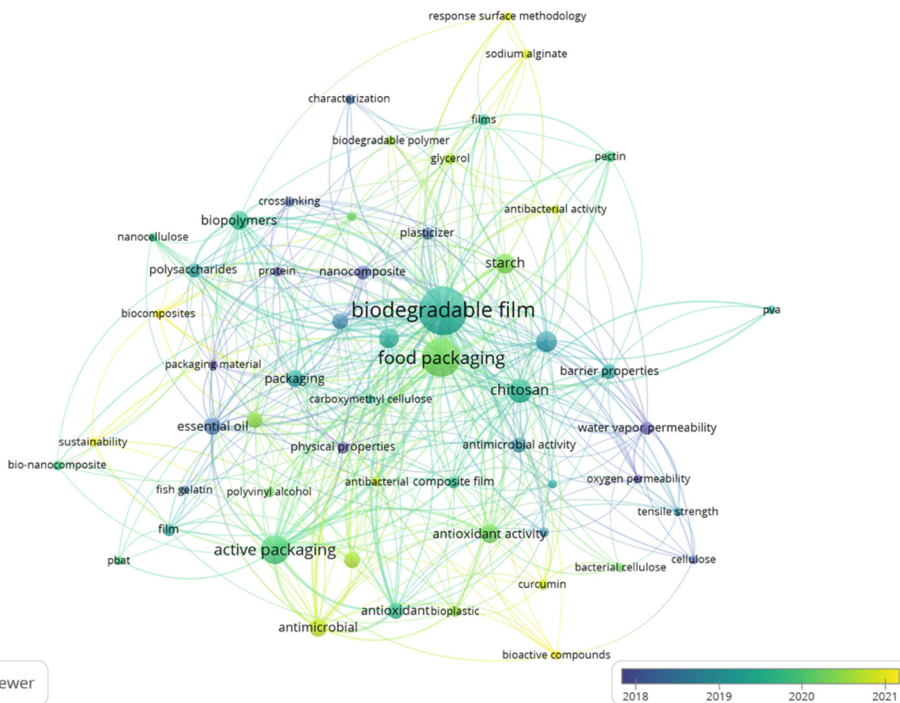 response surface methodology
sodium alginate
characterization
films
biodegradable polymer
glycerol
pectin
crosslinking
antibacterial activity
biopolymers
plasticizer
nanocellulose
starch
polysaccharides
protein
nanocomposite
biodegradable film
pva
biocomposites
food packaging
packaging material
barrier properties
packaging
chitosan
carboxymethyl cellulose
essential oil
water vapor permeability
sustainability
physical properties
antimicrobial activity
bio-nanocomposite
oxygen permeability
antibacterial
composite film
fish gelatin
polyvinyl alcohol
tensile strength
film
antioxidant activity
active packaging
pbat
cellulose
bacterial cellulose
curcumin
antioxidant
bioplastic
antimicrobial
bioactive compounds
ewer
2018
2019
2020
2021